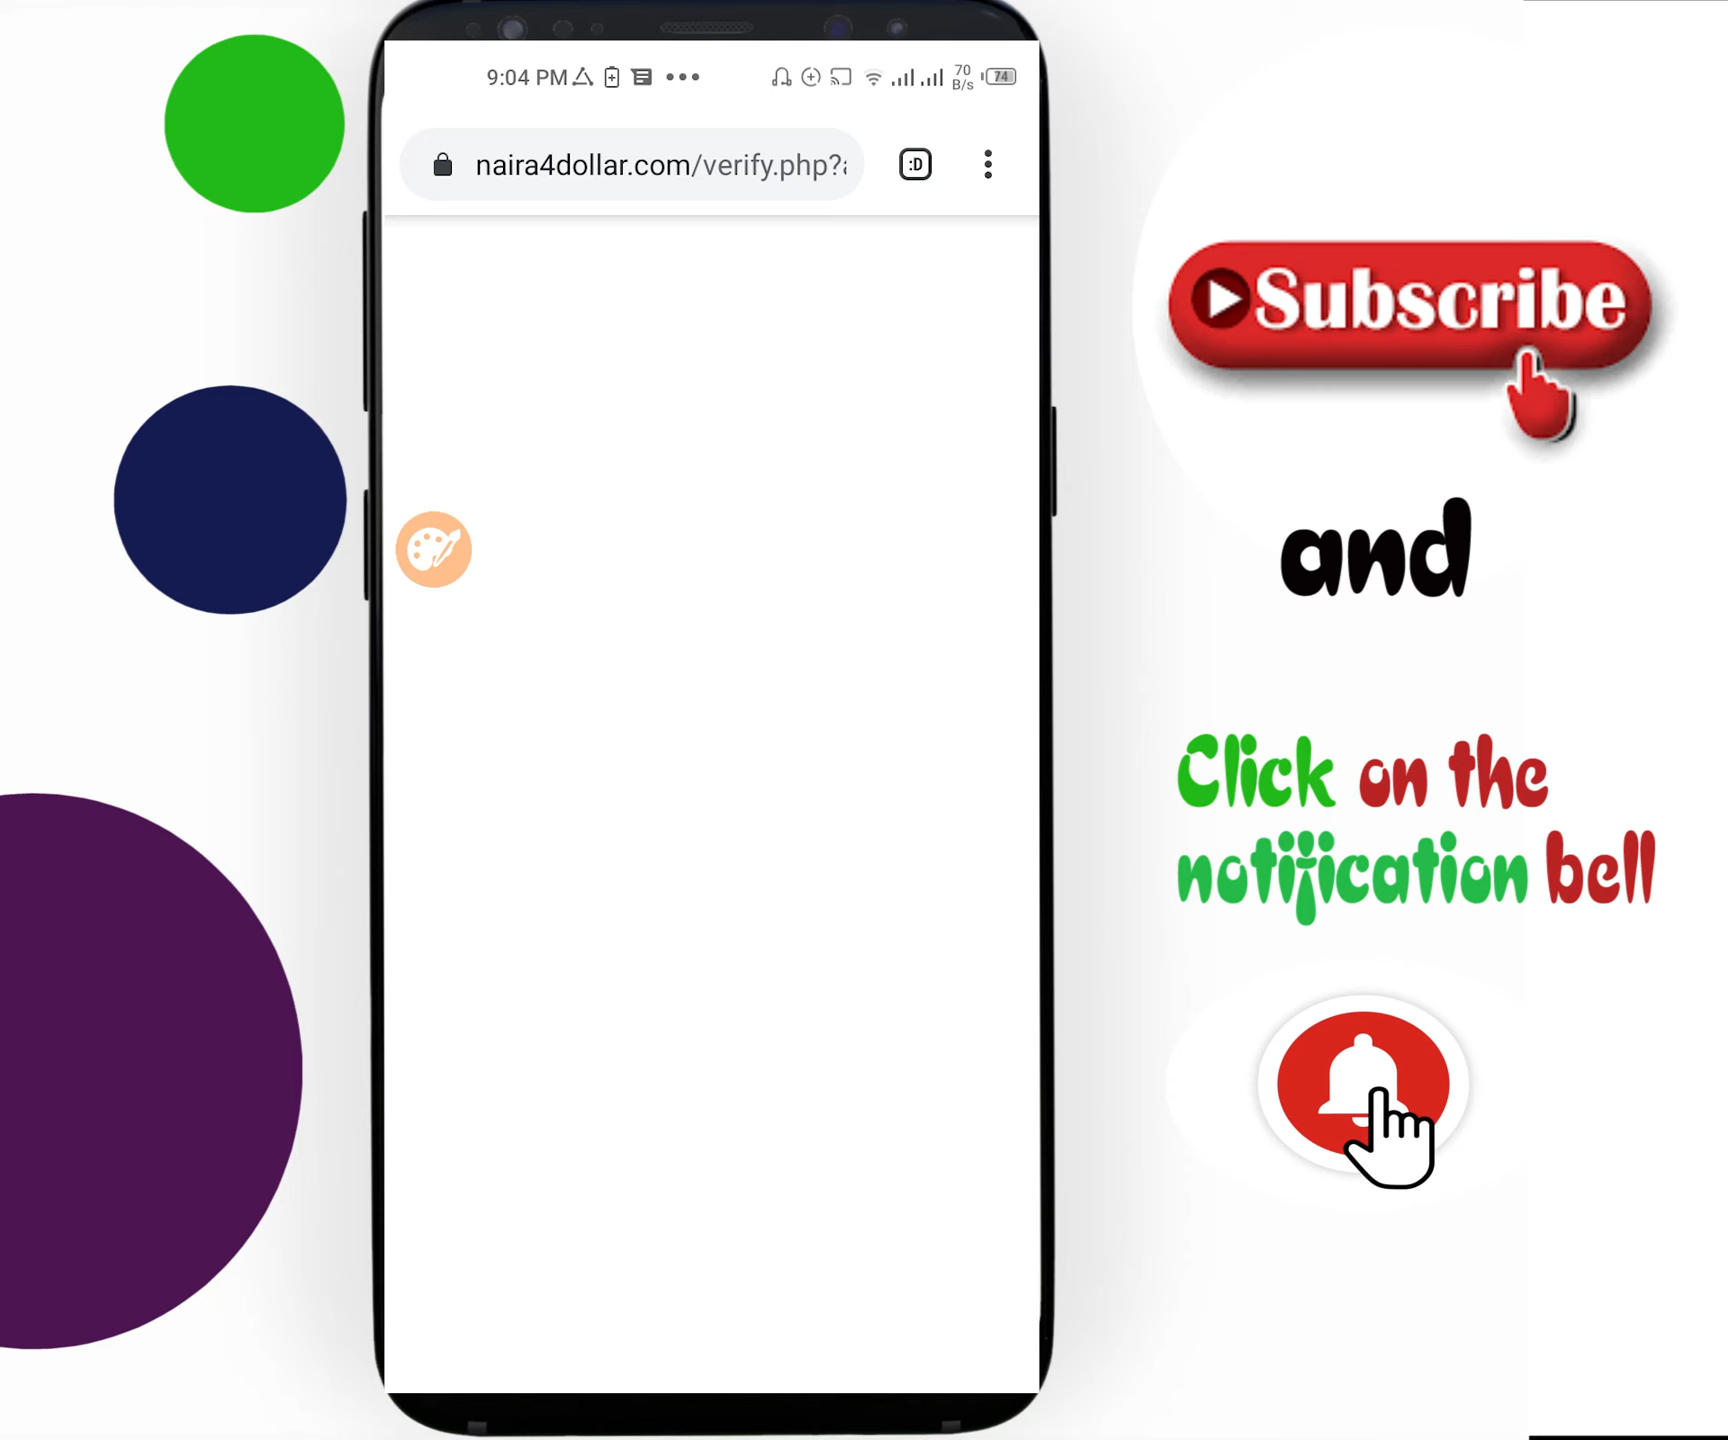 9:04 PM
70
B/s
74
naira4dollar.com/verify.php?
:D
Subscribe
and
Click on the
notification bell